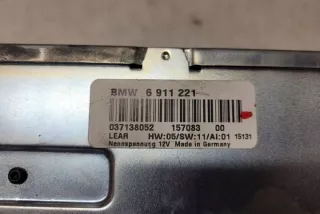 BMW 6 911 221
037138052 157083 00
LEAR HW:05/SW:11/AI:01 15131
Nennspannung 12V Made in Germany